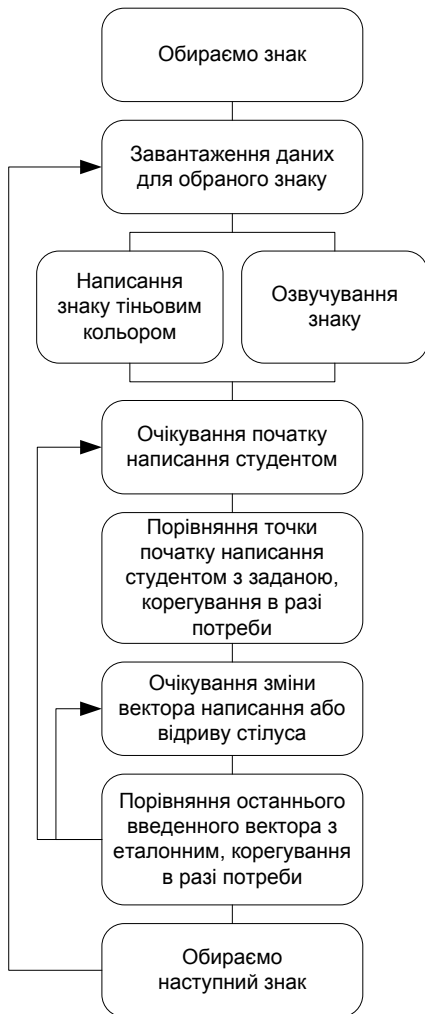 Обираємо знак
Завантаження даних
для обраного знаку
Написання
знаку тіньовим
кольором
Озвучування
знаку
Очікування початку
написання студентом
Порівняння точки
початку написання
студентом з заданою,
корегування в разі
потреби
Очікування зміни
вектора написання або
відриву стілуса
Порівняння останнього
введенного вектора з
еталонним, корегування
в разі потреби
Обираємо
наступний знак